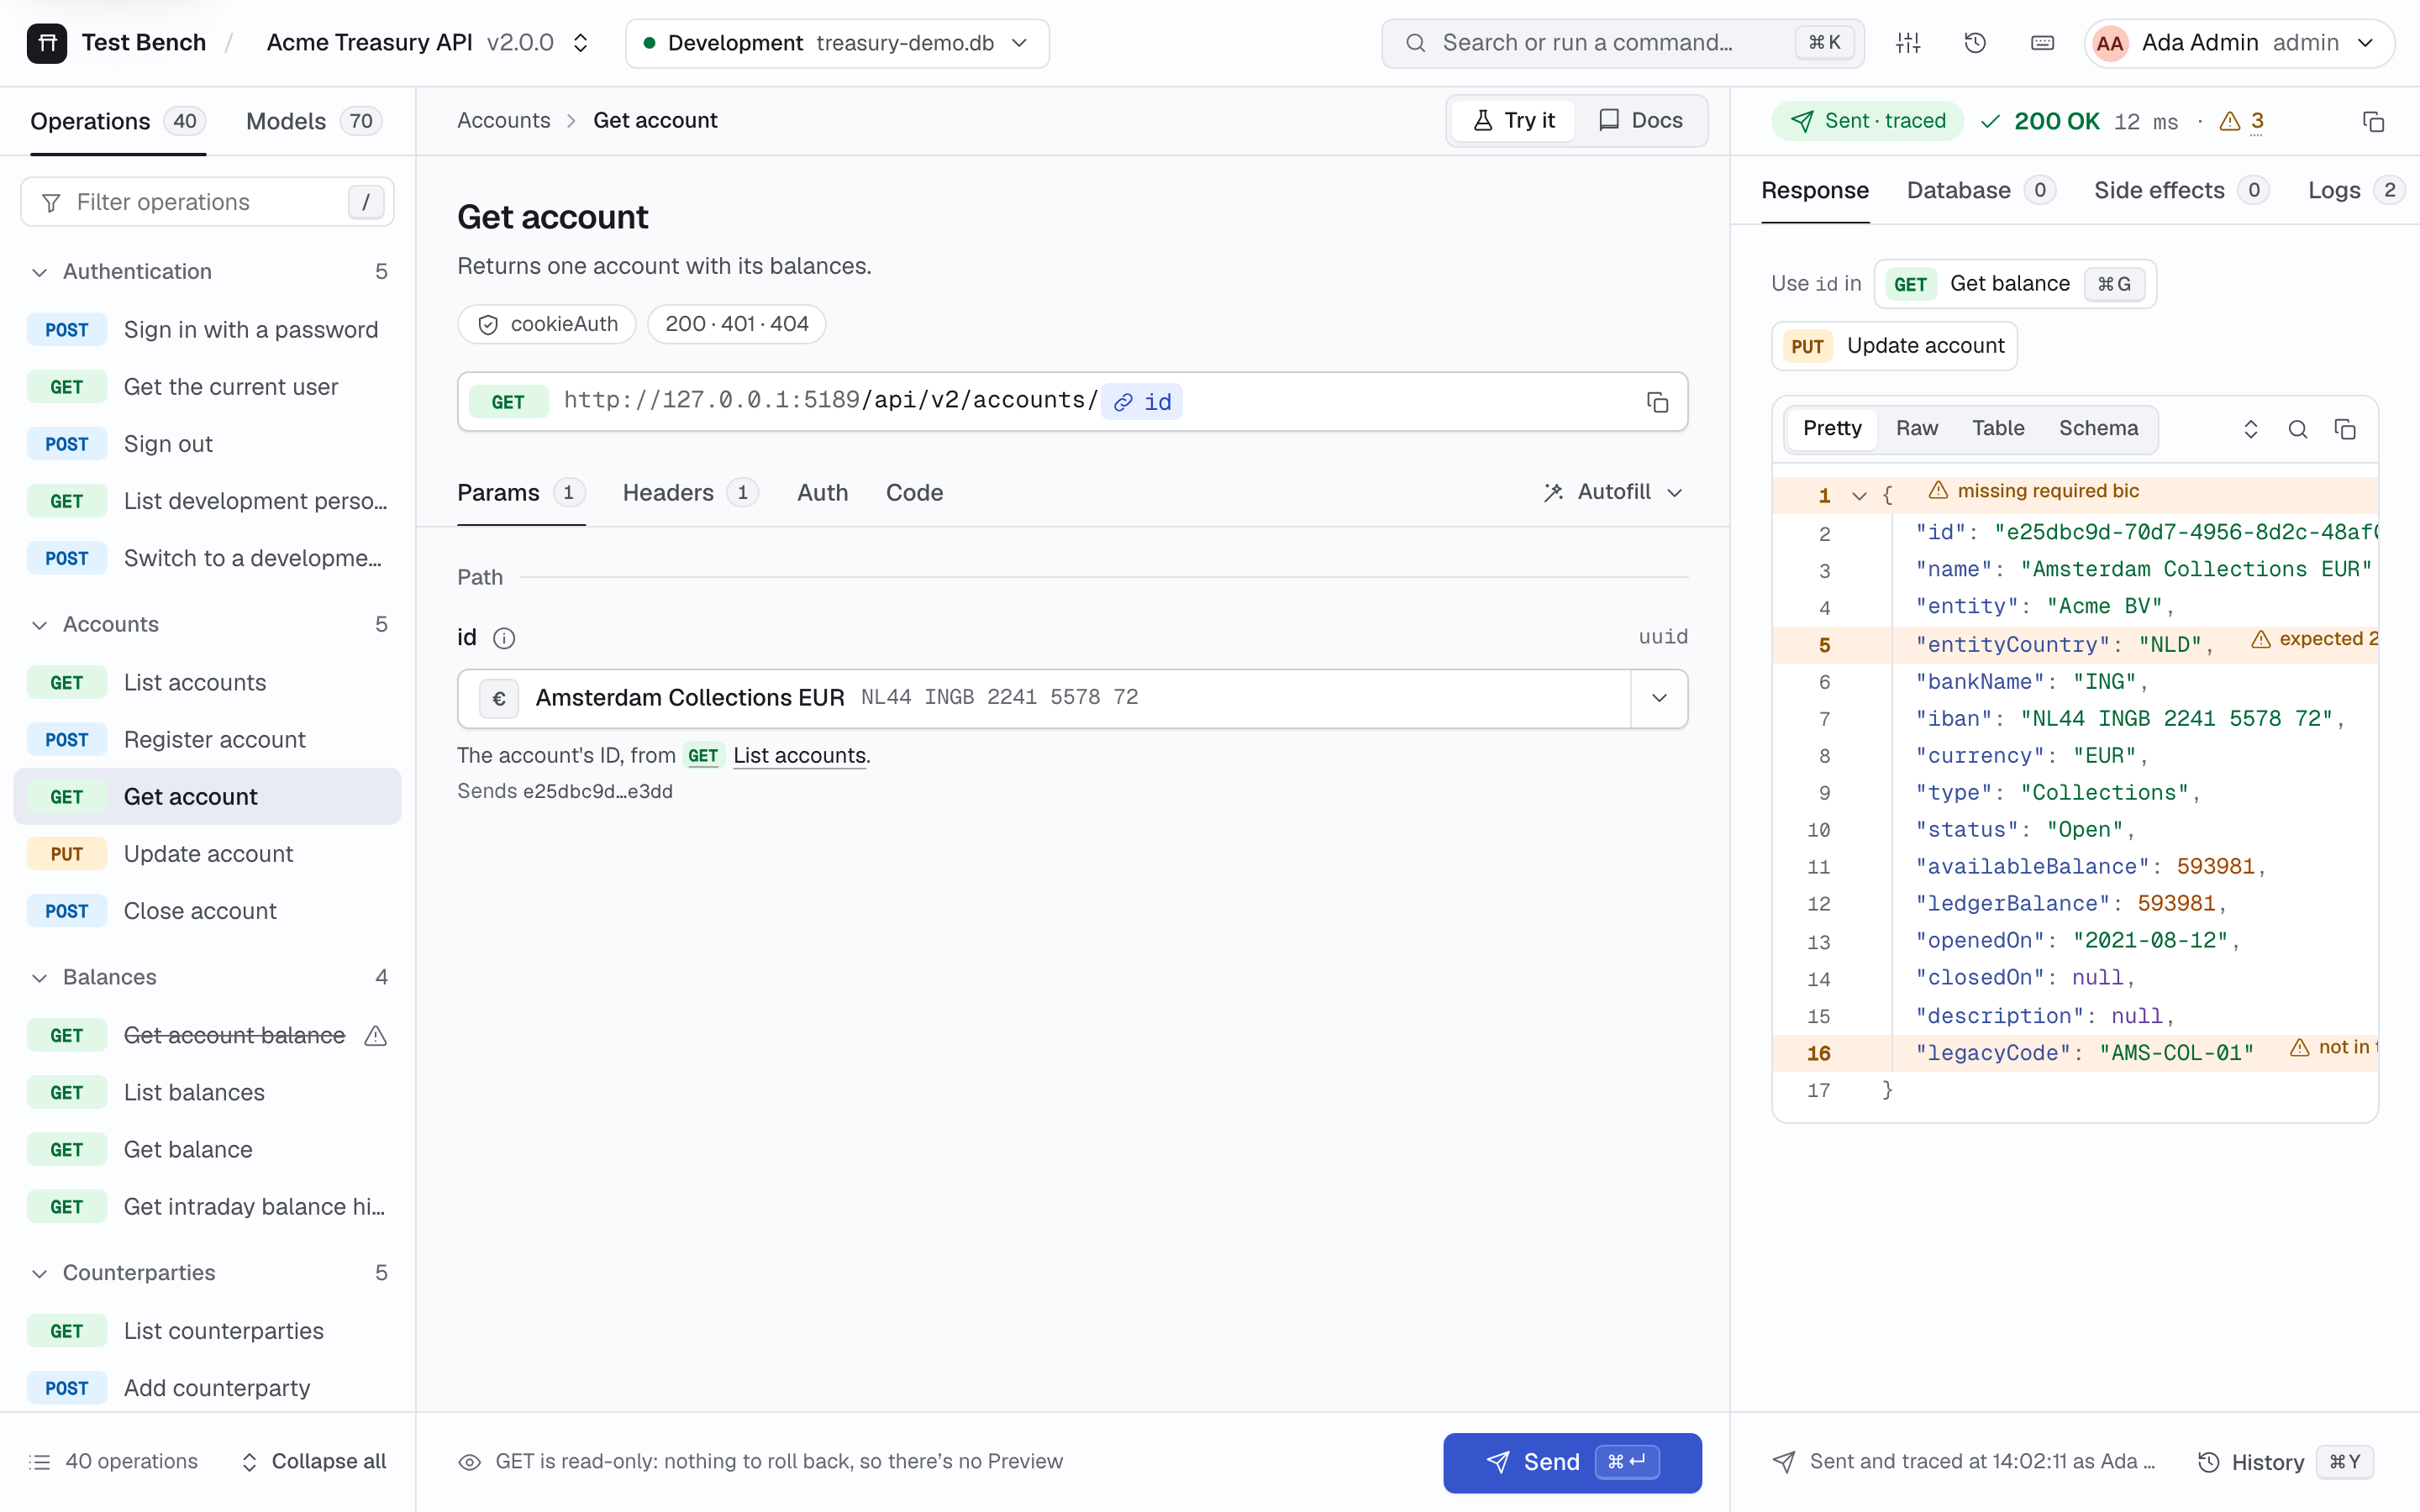 Test Bench / Acme Treasury API v2.0.0
Development treasury-demo.db
Search or run a command... ⌘ K
AA Ada Admin admin
Operations 40 Models 70
Filter operations /
Authentication 5
POST Sign in with a password
GET Get the current user
POST Sign out
GET List development perso...
POST Switch to a developme...
Accounts 5
GET List accounts
POST Register account
GET Get account
PUT Update account
POST Close account
Balances 4
GET Get account balance
GET List balances
GET Get balance
GET Get intraday balance hi...
Counterparties 5
GET List counterparties
POST Add counterparty
40 operations Collapse all
Accounts > Get account
Try it Docs
Get account
Returns one account with its balances.
cookieAuth 200 · 401 · 404
GET http://127.0.0.1:5189/api/v2/accounts/ id
Params 1 Headers 1 Auth Code Autofill
Path
id uuid
€ Amsterdam Collections EUR NL44 INGB 2241 5578 72
The account's ID, from GET List accounts.
Sends e25dbc9d…e3dd
GET is read-only: nothing to roll back, so there’s no Preview
Send ⌘ ↵
Sent · traced 200 OK 12 ms · 3
Response Database 0 Side effects 0 Logs 2
Use id in GET Get balance ⌘ G
PUT Update account
Pretty Raw Table Schema
1 { missing required bic
2 "id": "e25dbc9d-70d7-4956-8d2c-48af
3 "name": "Amsterdam Collections EUR"
4 "entity": "Acme BV",
5 "entityCountry": "NLD", expected 2
6 "bankName": "ING",
7 "iban": "NL44 INGB 2241 5578 72",
8 "currency": "EUR",
9 "type": "Collections",
10 "status": "Open",
11 "availableBalance": 593981,
12 "ledgerBalance": 593981,
13 "openedOn": "2021-08-12",
14 "closedOn": null,
15 "description": null,
16 "legacyCode": "AMS-COL-01" not in
17 }
Sent and traced at 14:02:11 as Ada ... History ⌘ Y